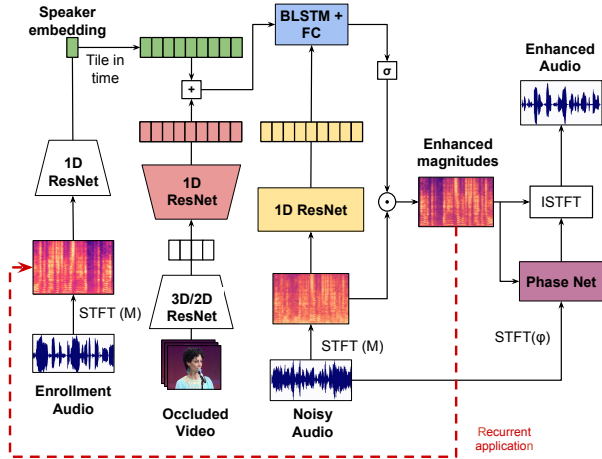 Speaker
embedding
Tile in
time
BLSTM +
FC
+
σ
Enhanced
Audio
1D
ResNet
1D
ResNet
1D ResNet
Enhanced
magnitudes
ISTFT
3D/2D
ResNet
Phase Net
STFT (M)
STFT (M)
STFT(φ)
Enrollment
Audio
Occluded
Video
Noisy
Audio
Recurrent
application